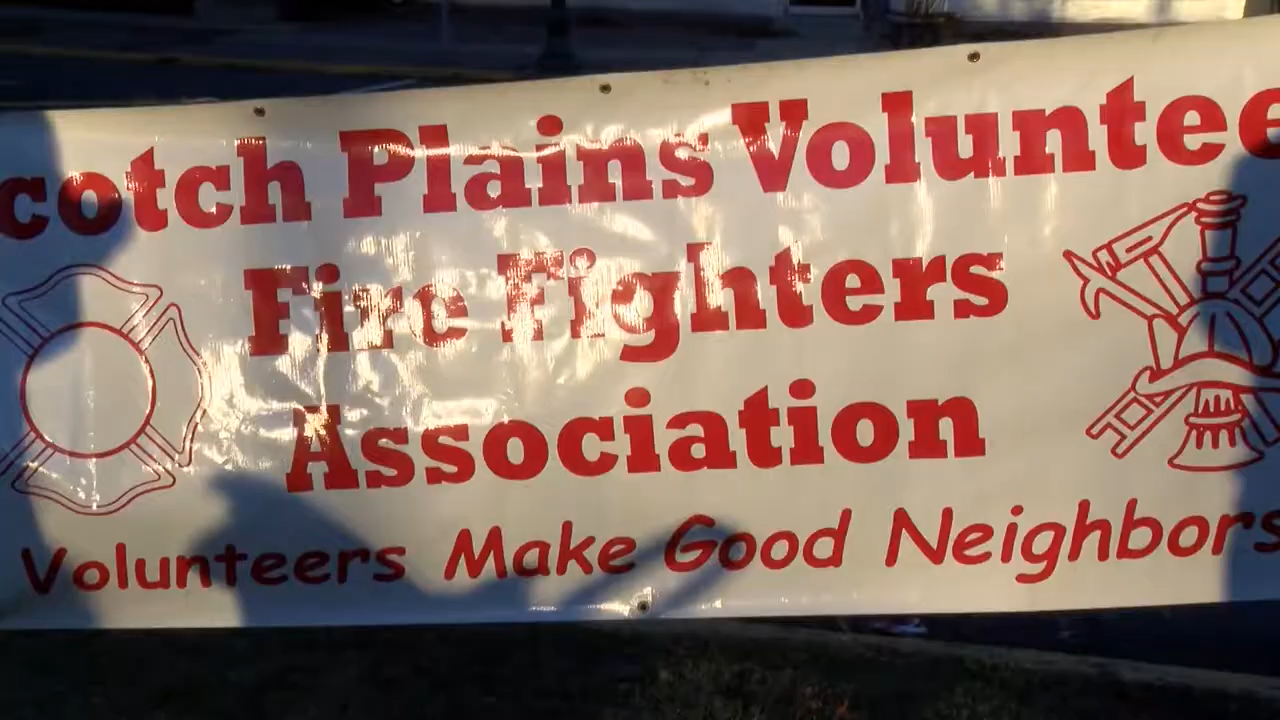 cotch Plains Voluntee
Fire Fighters
Association
Volunteers Make Good Neighbors